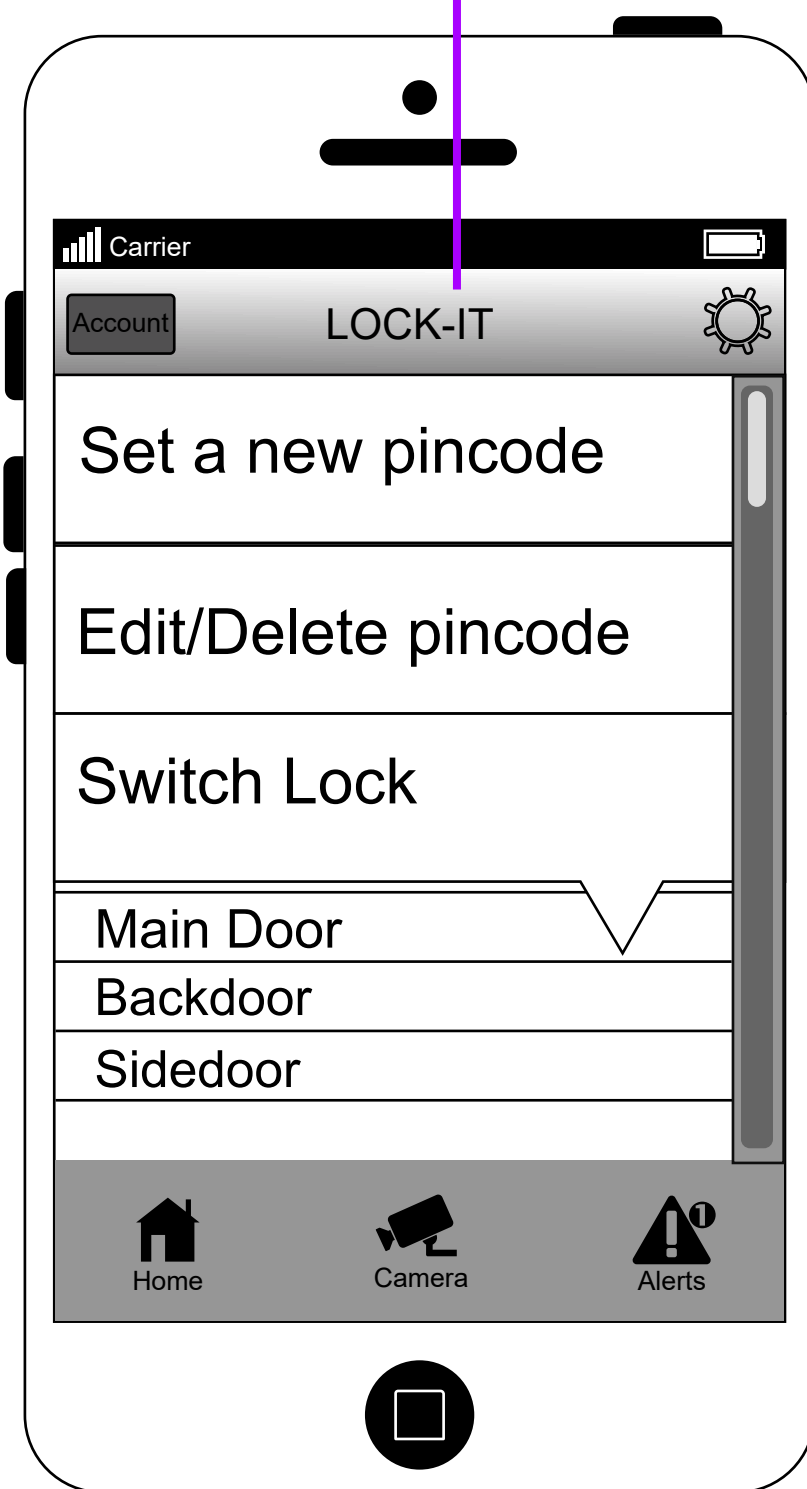 Carrier
Account
LOCK-IT
Set a new pincode
Edit/Delete pincode
Switch Lock
Main Door
Backdoor
Sidedoor
1
Home
Camera
Alerts